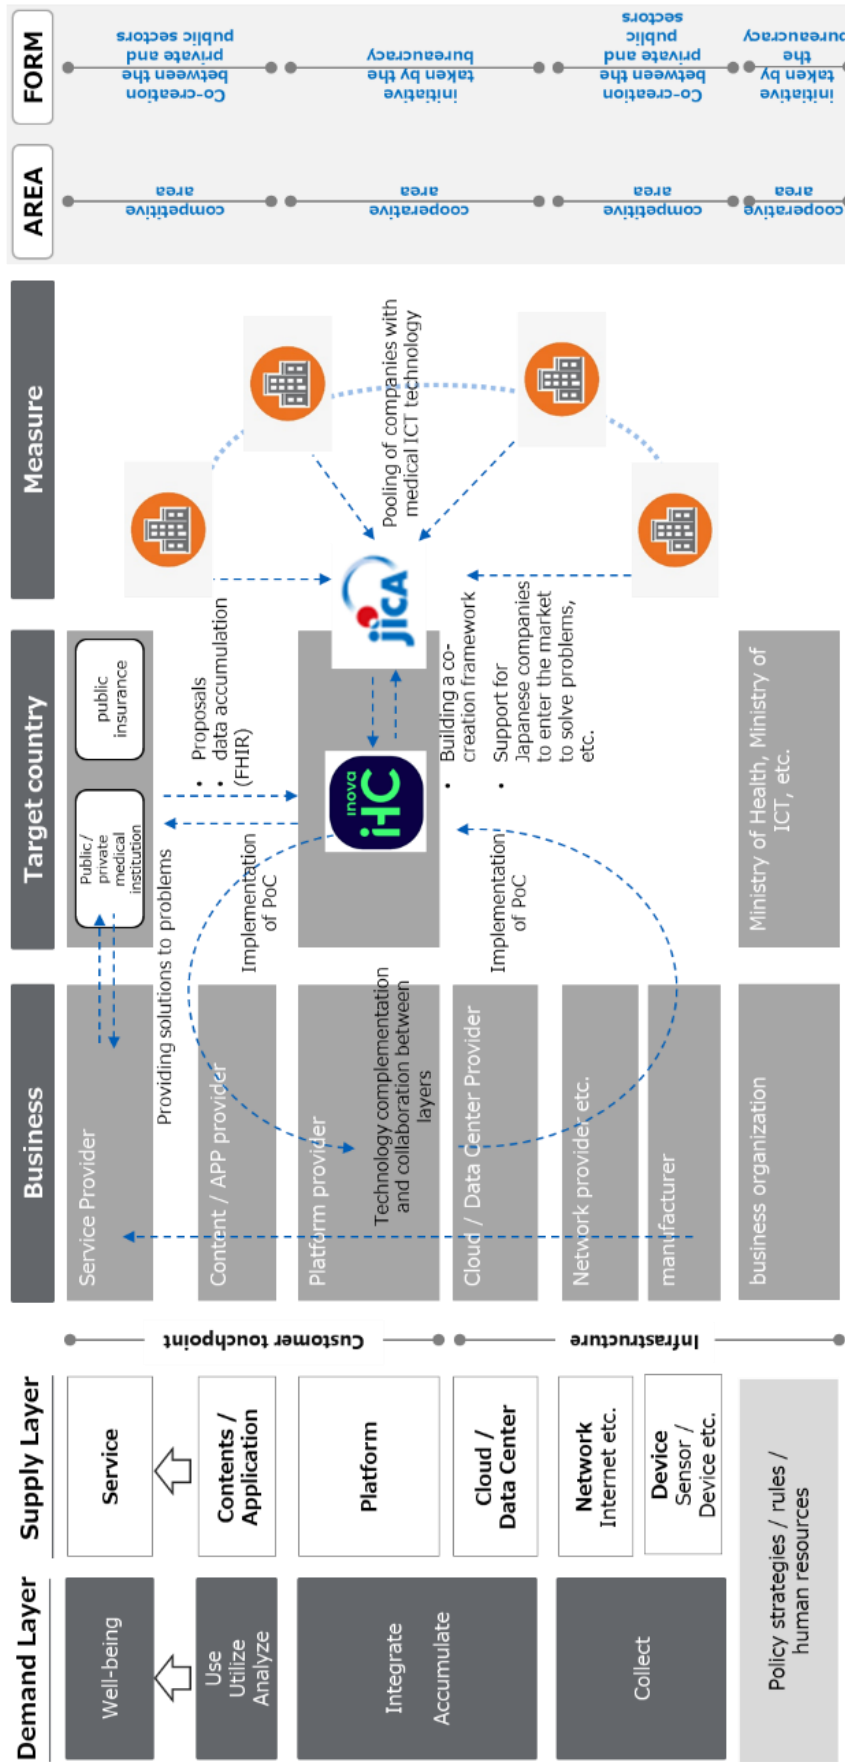 Demand Layer
Supply Layer
Business
Target country
Measure
AREA
FORM
Well-being
Service
Service Provider
Public/
private
medical
institution
public
insurance
competitive
area
Co-creation
between the
private and
public sectors
Providing solutions to problems
• Proposals
• data accumulation
(FHIR)
Use
Utilize
Analyze
Contents /
Application
Customer touchpoint
Content / APP provider
Implementation
of PoC
Integrate
Accumulate
Platform
Platform provider
Technology complementation
and collaboration between
layers
inova
iHC
jicA
Pooling of companies with
medical ICT technology
cooperative
area
initiative
taken by the
bureaucracy
Cloud /
Data Center
Cloud / Data Center Provider
Implementation
of PoC
• Building a co-
creation framework
• Support for
Japanese companies
to enter the market
to solve problems,
etc.
Collect
Network
Internet etc.
Infrastructure
Network provider etc.
competitive
area
Co-creation
between the
private and
public
sectors
Device
Sensor /
Device etc.
manufacturer
Policy strategies / rules /
human resources
business organization
Ministry of Health, Ministry of
ICT, etc.
cooperative
area
initiative
taken by
the
bureaucracy